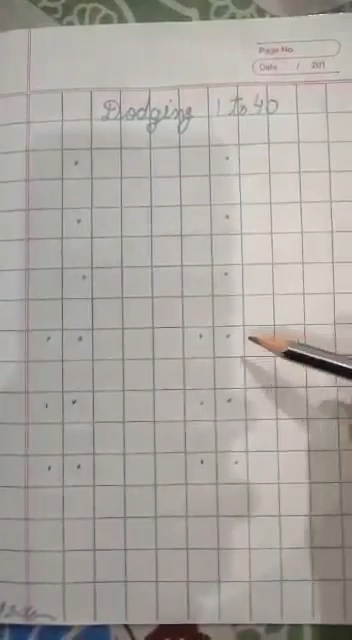 Page No.
Date / 201
Dodging 1 to 40